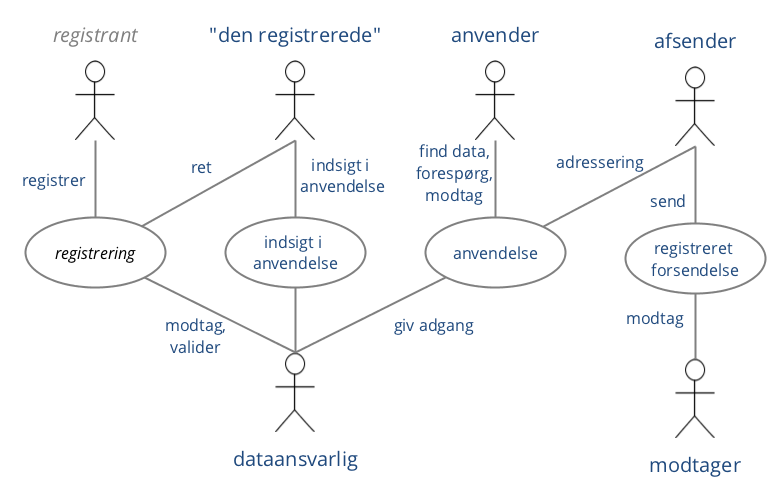 registrant
"den registrerede"
anvender
afsender
registrer
ret
indsigt i
anvendelse
find data,
forespørg,
modtag
adressering
send
registrering
indsigt i
anvendelse
anvendelse
registreret
forsendelse
modtag,
valider
giv adgang
modtag
dataansvarlig
modtager